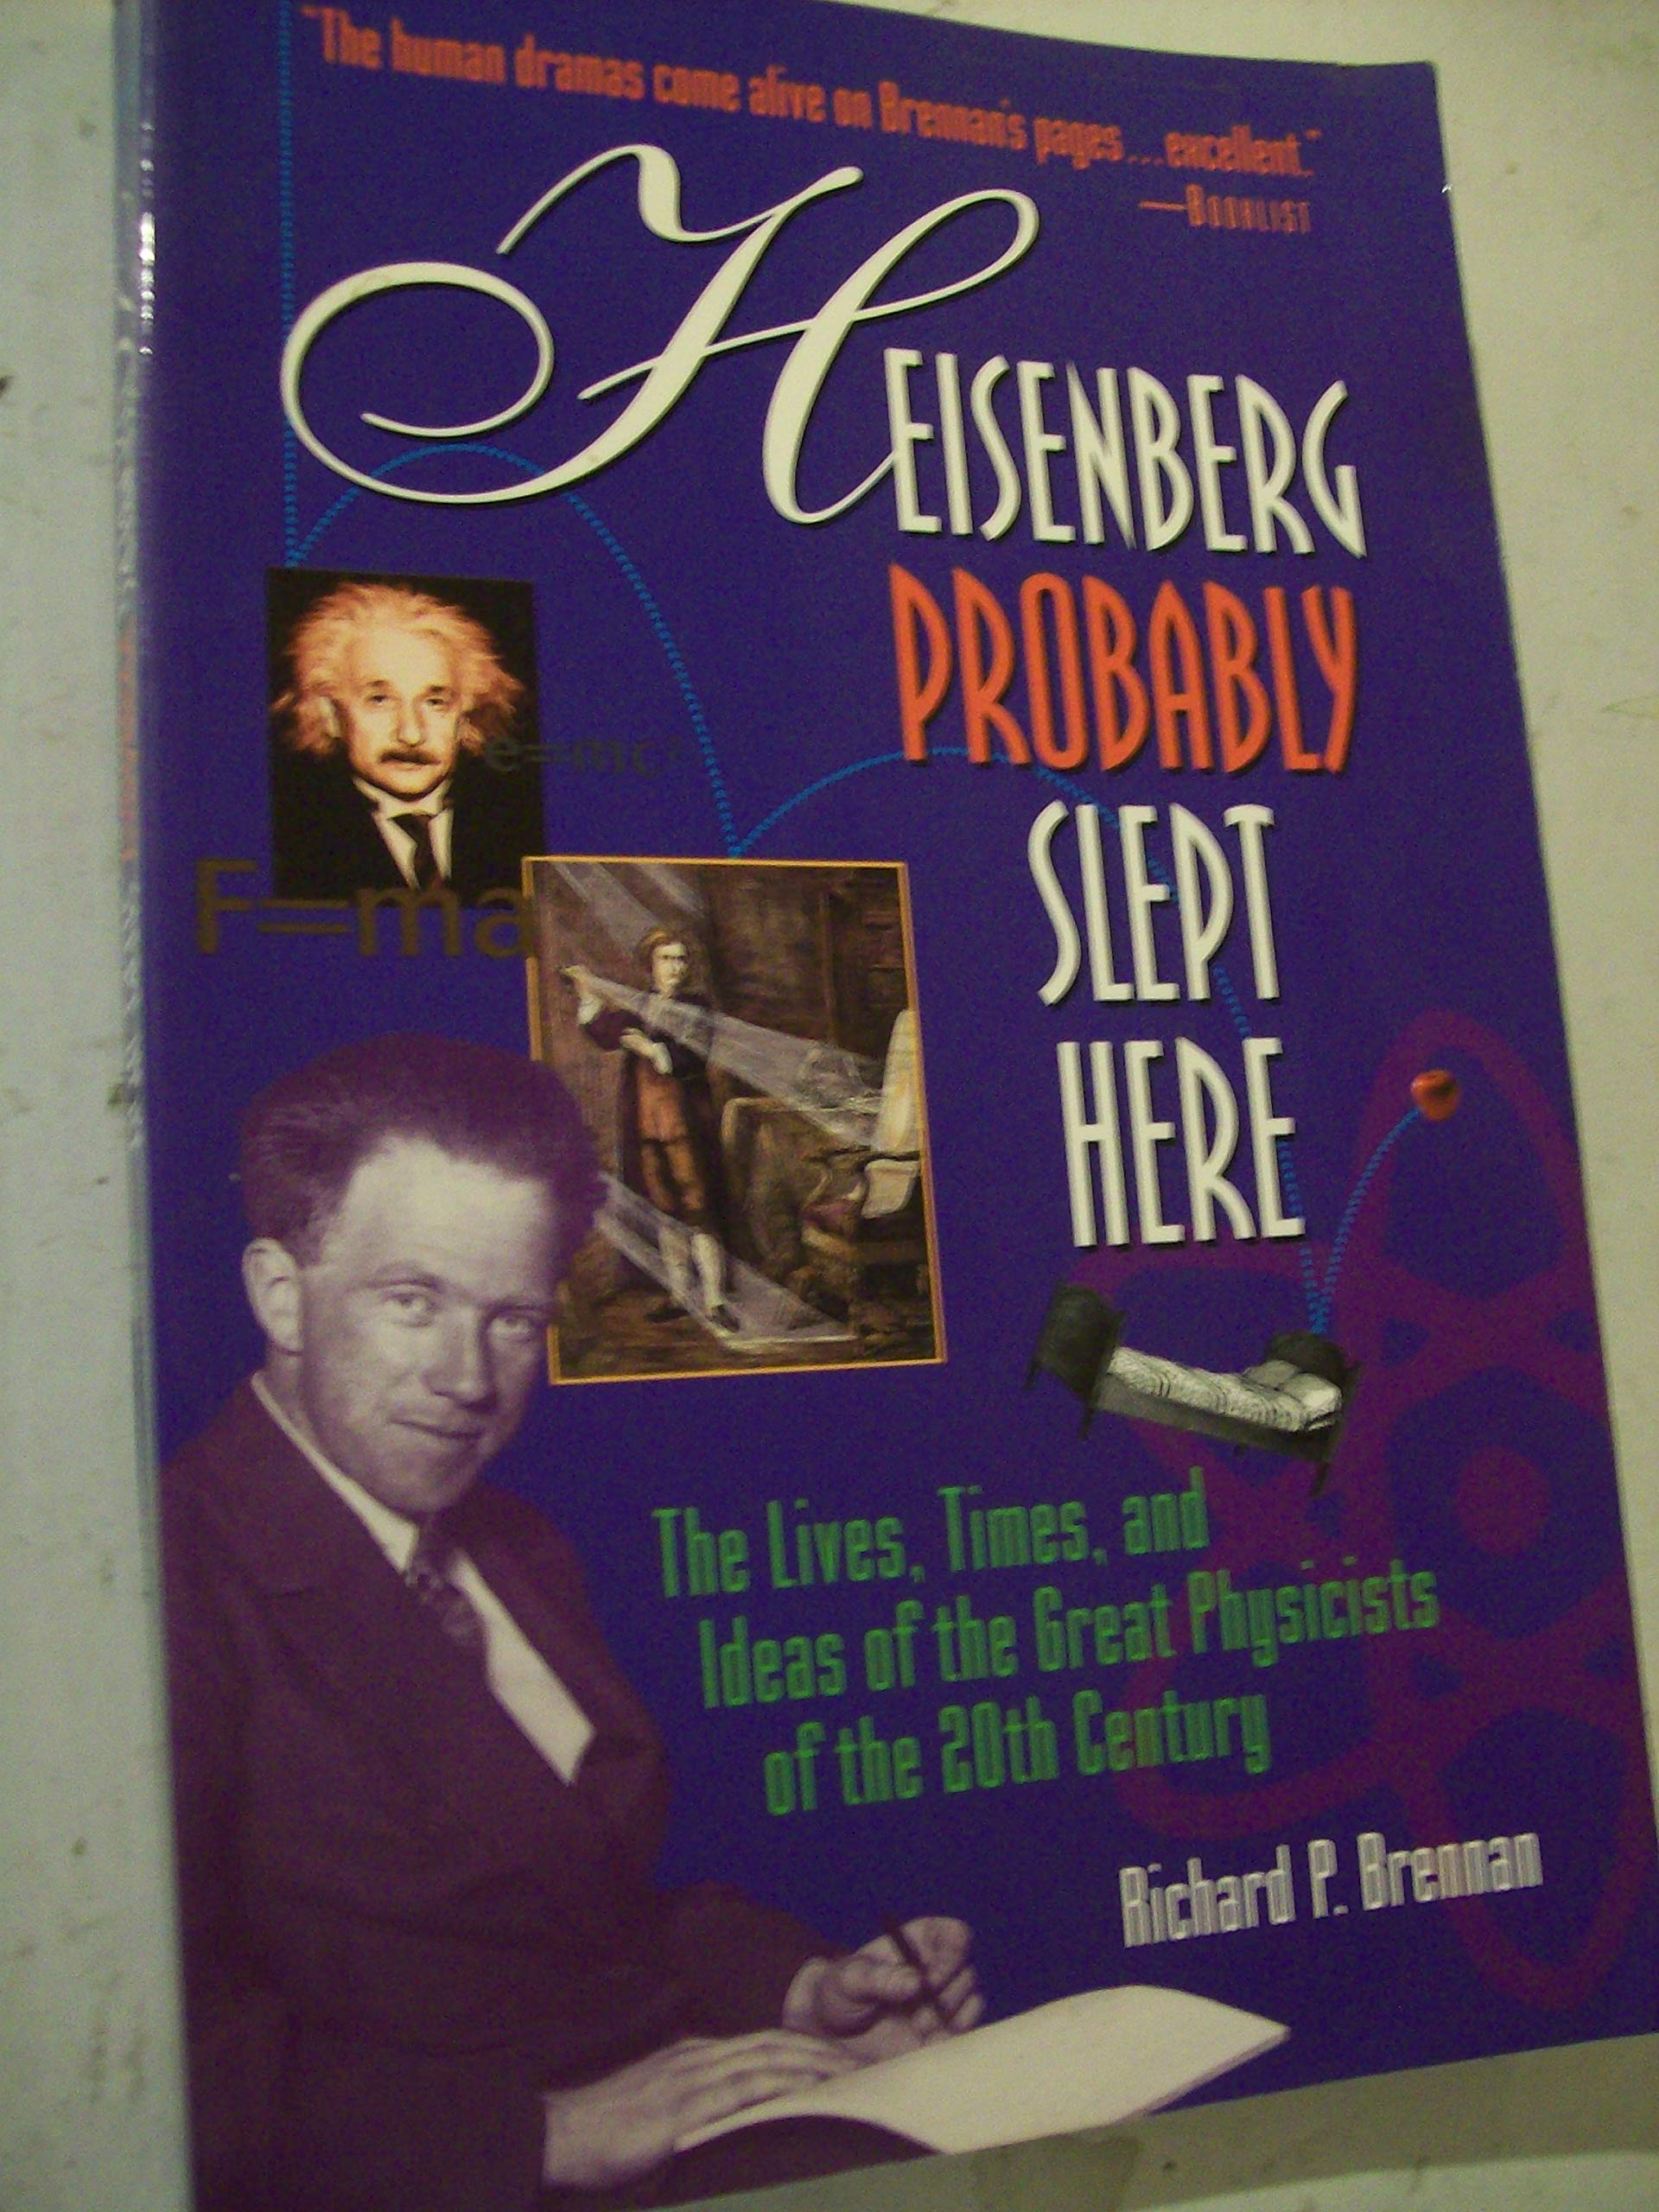 "The human dramas come alive on Brennan's pages...excellent."
—BOOKLIST
HEISENBERG
PROBABLY
SLEPT
HERE
e=mc²
F=ma
The Lives, Times, and
Ideas of the Great Physicists
of the 20th Century
Richard P. Brennan